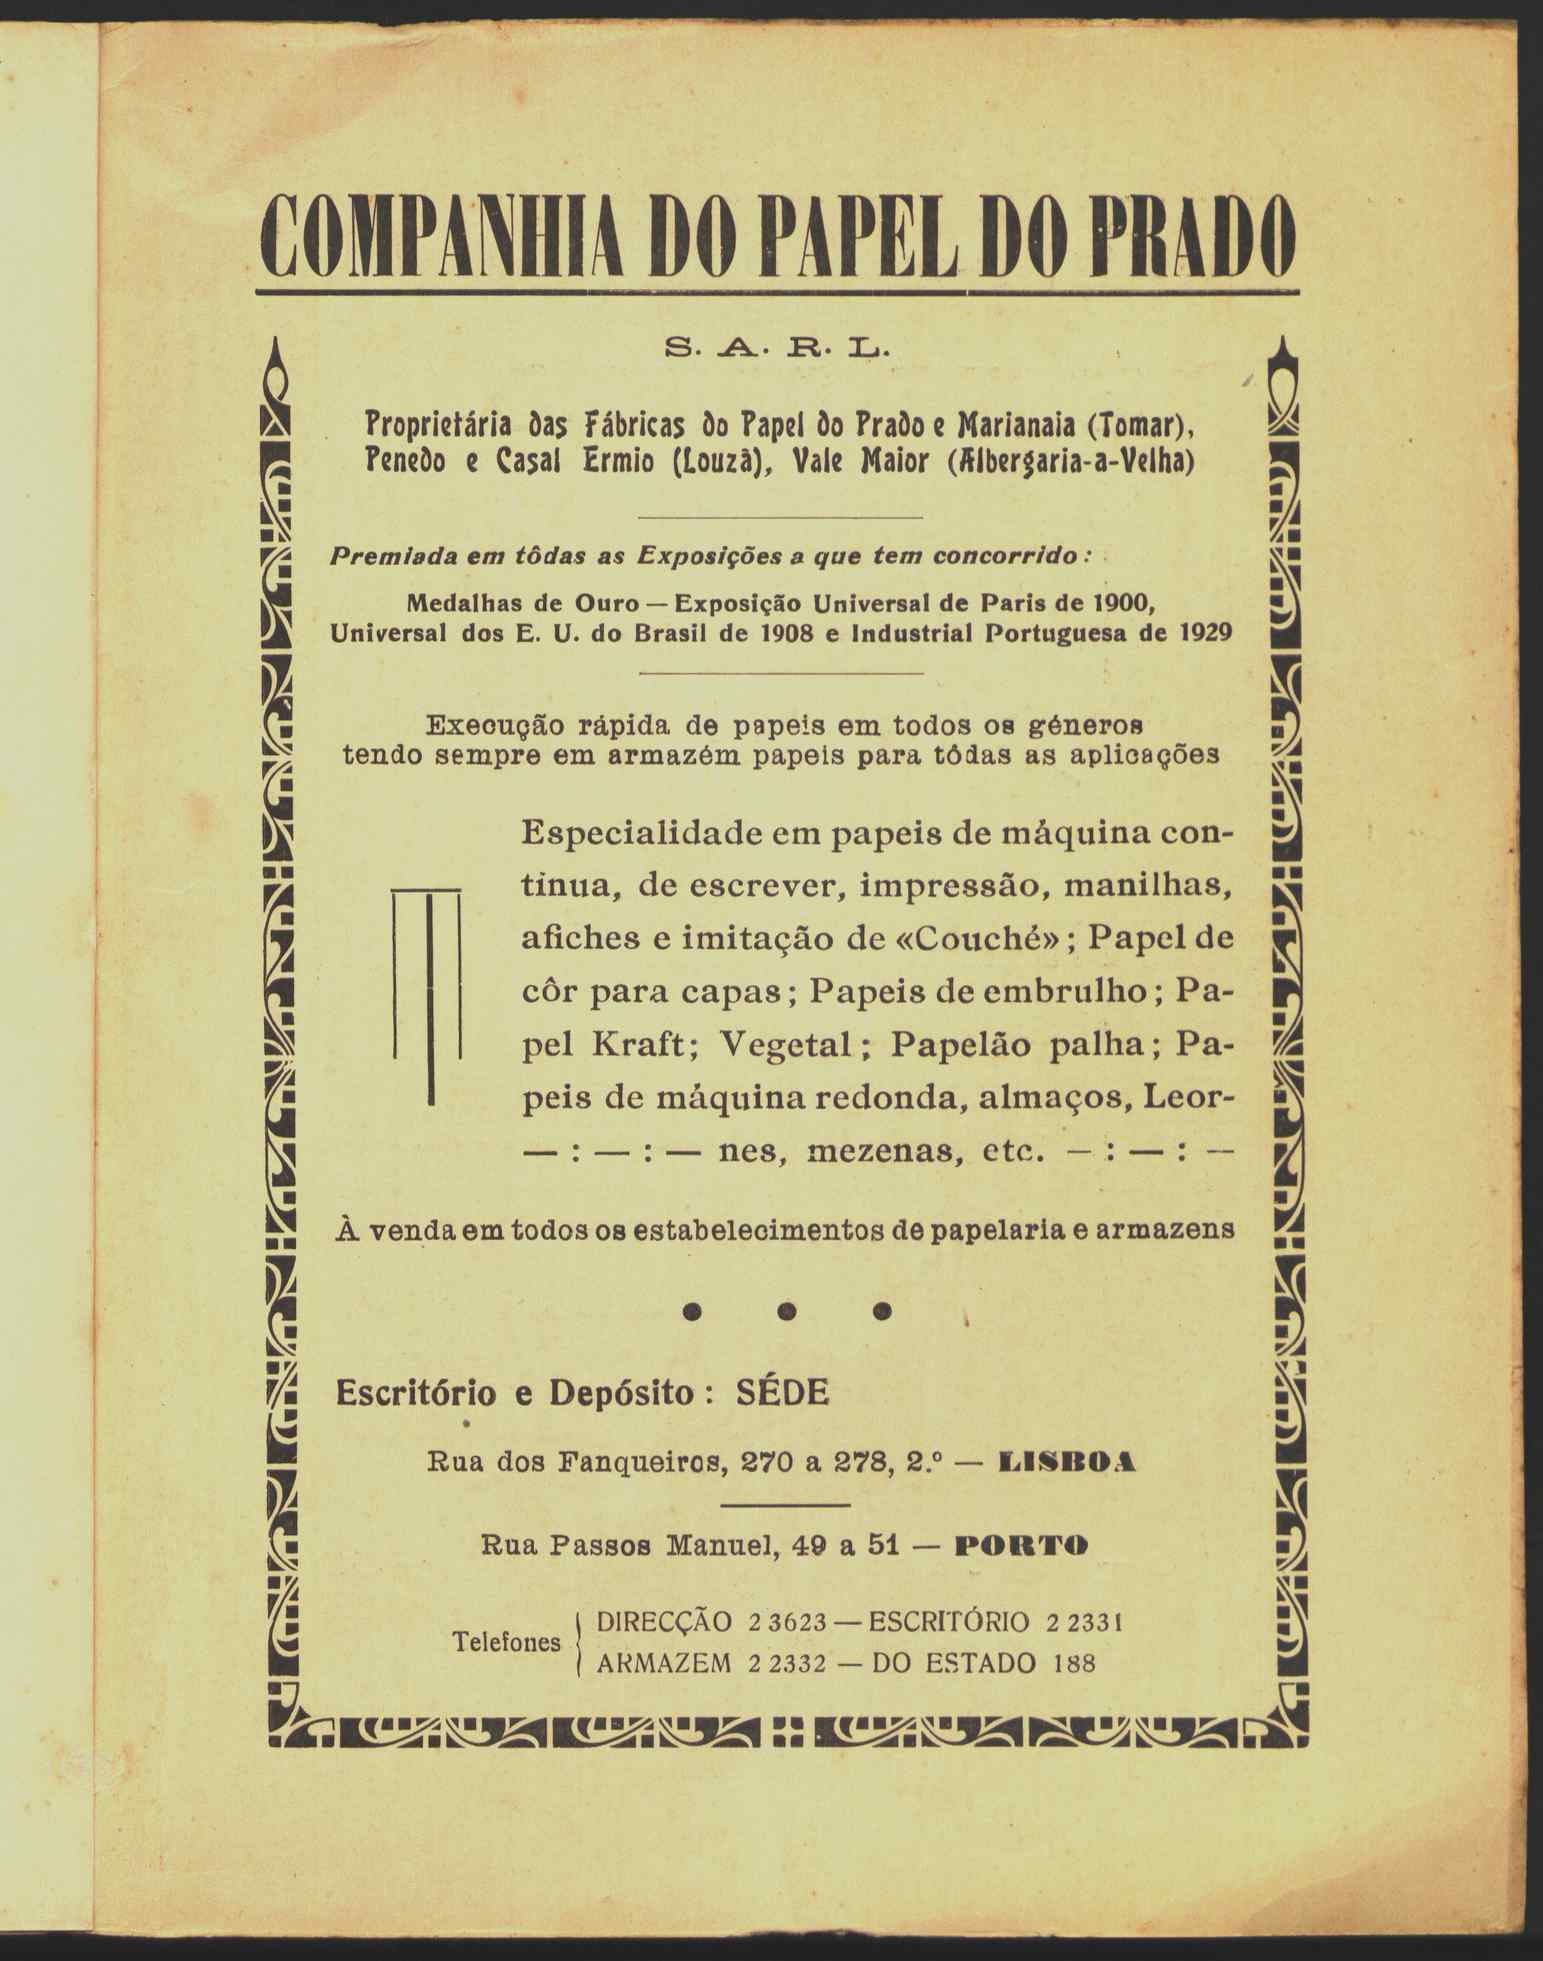 COMPANHIA DO PAPEL DO PRADO
S. A. R. L.
Proprietária das Fábricas do Papel do Prado e Marianaia (Tomar),
Penedo e Casal Ermio (Louzã), Vale Maior (Albergaria-a-Velha)
Premiada em tôdas as Exposições a que tem concorrido :
Medalhas de Ouro — Exposição Universal de Paris de 1900,
Universal dos E. U. do Brasil de 1908 e Industrial Portuguesa de 1929
Execução rápida de papeis em todos os géneros
tendo sempre em armazém papeis para tôdas as aplicações
Especialidade em papeis de máquina con-
tinua, de escrever, impressão, manilhas,
afiches e imitação de «Couché» ; Papel de
côr para capas ; Papeis de embrulho ; Pa-
pel Kraft; Vegetal ; Papelão palha ; Pa-
peis de máquina redonda, almaços, Leor-
— : — : — nes, mezenas, etc. — : — : —
À venda em todos os estabelecimentos de papelaria e armazens
Escritório e Depósito : SÉDE
Rua dos Fanqueiros, 270 a 278, 2.º — LISBOA
Rua Passos Manuel, 49 a 51 — PORTO
Telefones
DIRECÇÃO 2 3623 — ESCRITÓRIO 2 2331
ARMAZEM 2 2332 — DO ESTADO 188